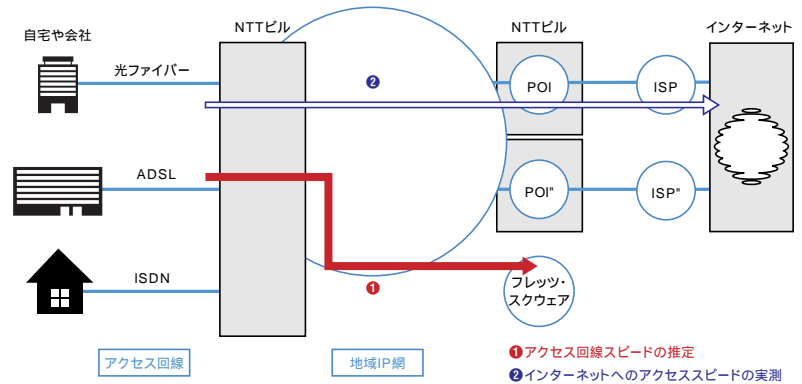 自宅や会社
NTTビル
NTTビル
インターネット
光ファイバー
❷
POI
ISP
ADSL
POI"
ISP"
ISDN
❶
フレッツ・
スクウェア
アクセス回線
地域IP網
❶アクセス回線スピードの推定
❷インターネットへのアクセススピードの実測